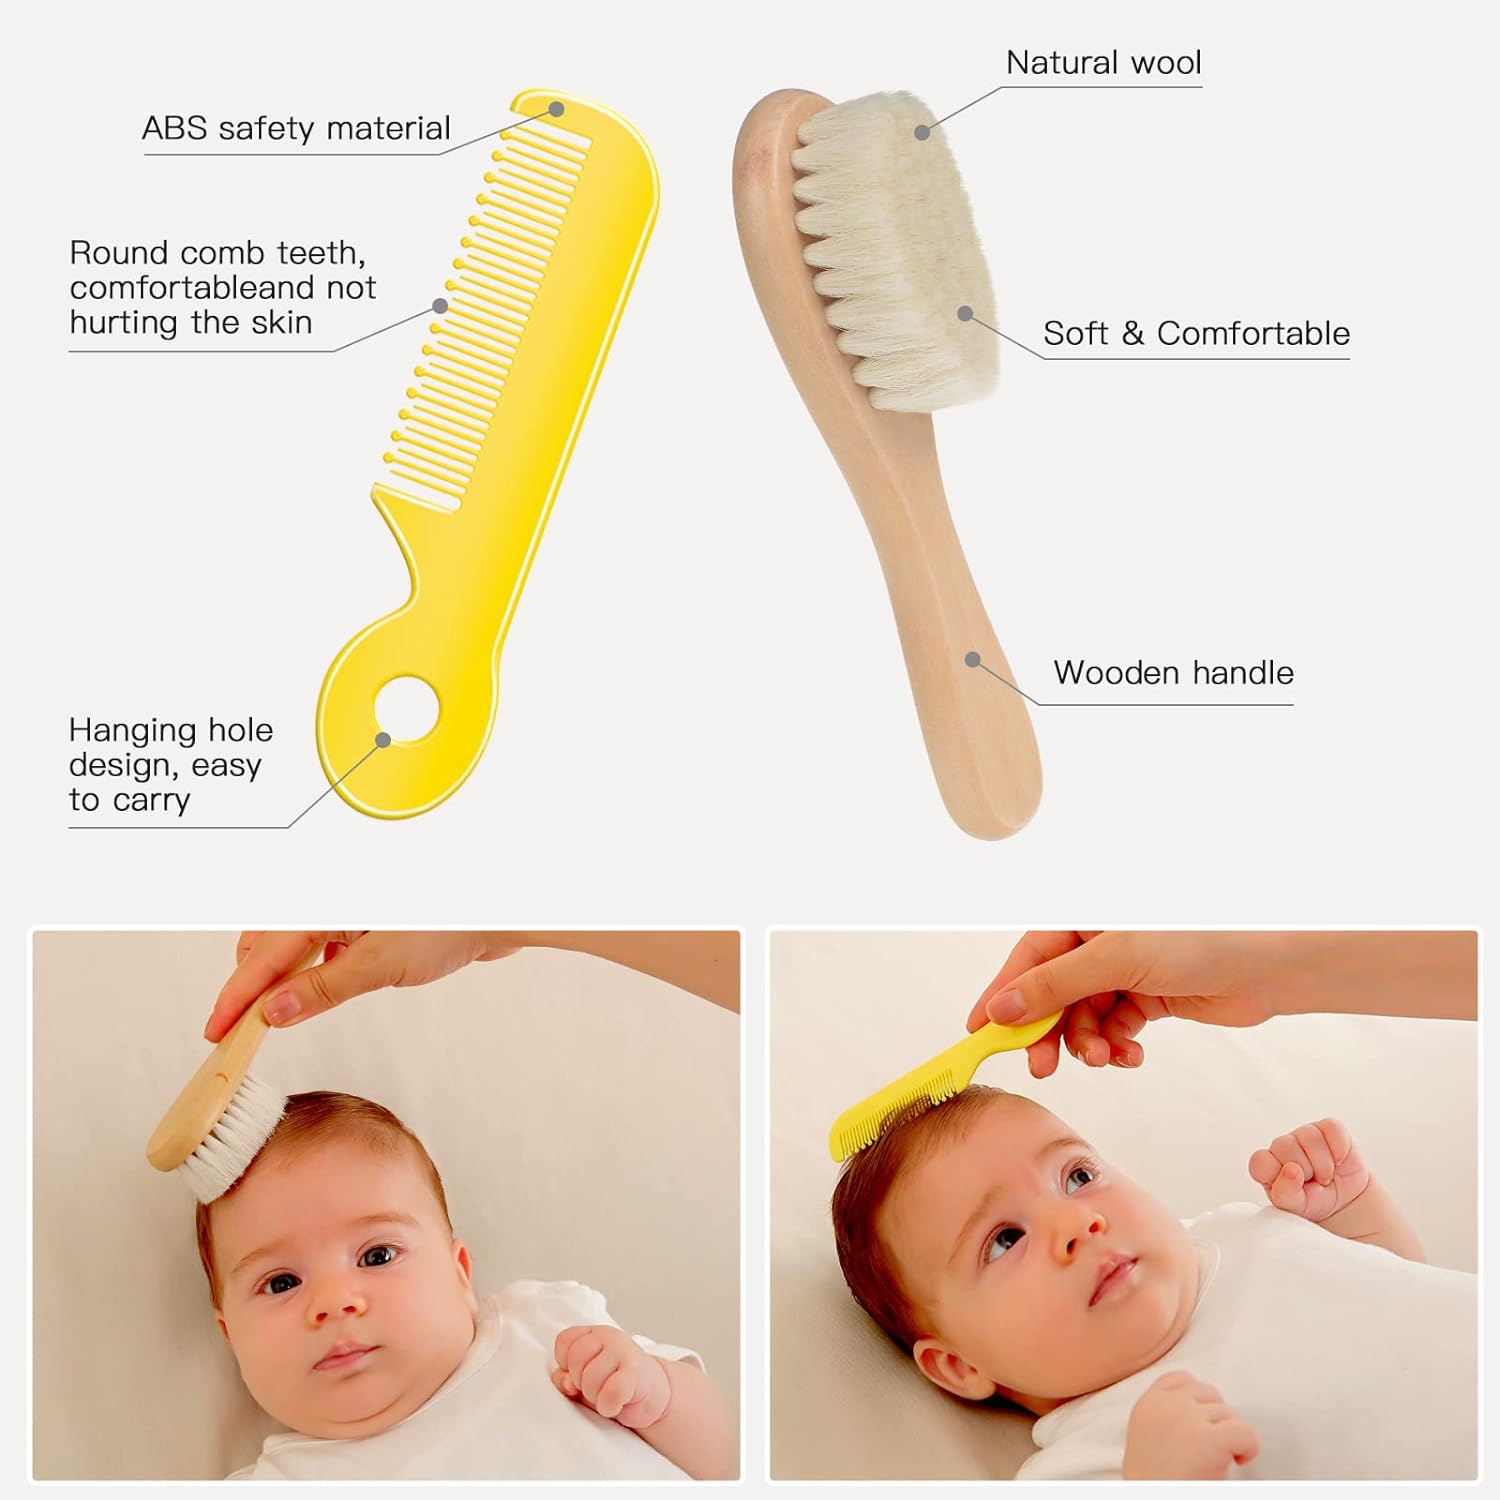 Natural wool
ABS safety material
Round comb teeth,
comfortableand not
hurting the skin
Soft & Comfortable
Wooden handle
Hanging hole
design, easy
to carry